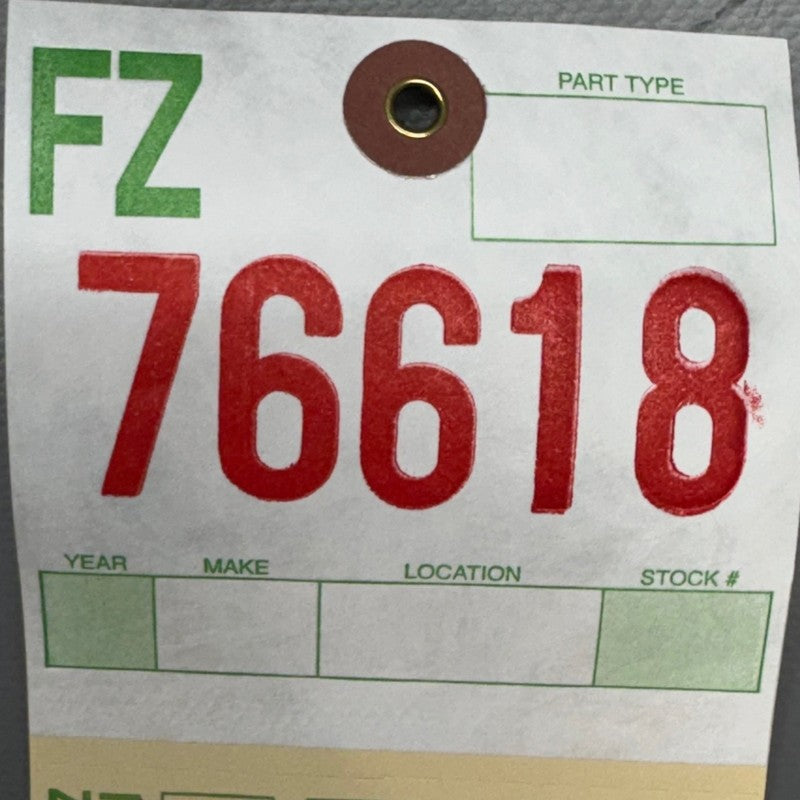 FZ
PART TYPE
76618
YEAR MAKE LOCATION STOCK #